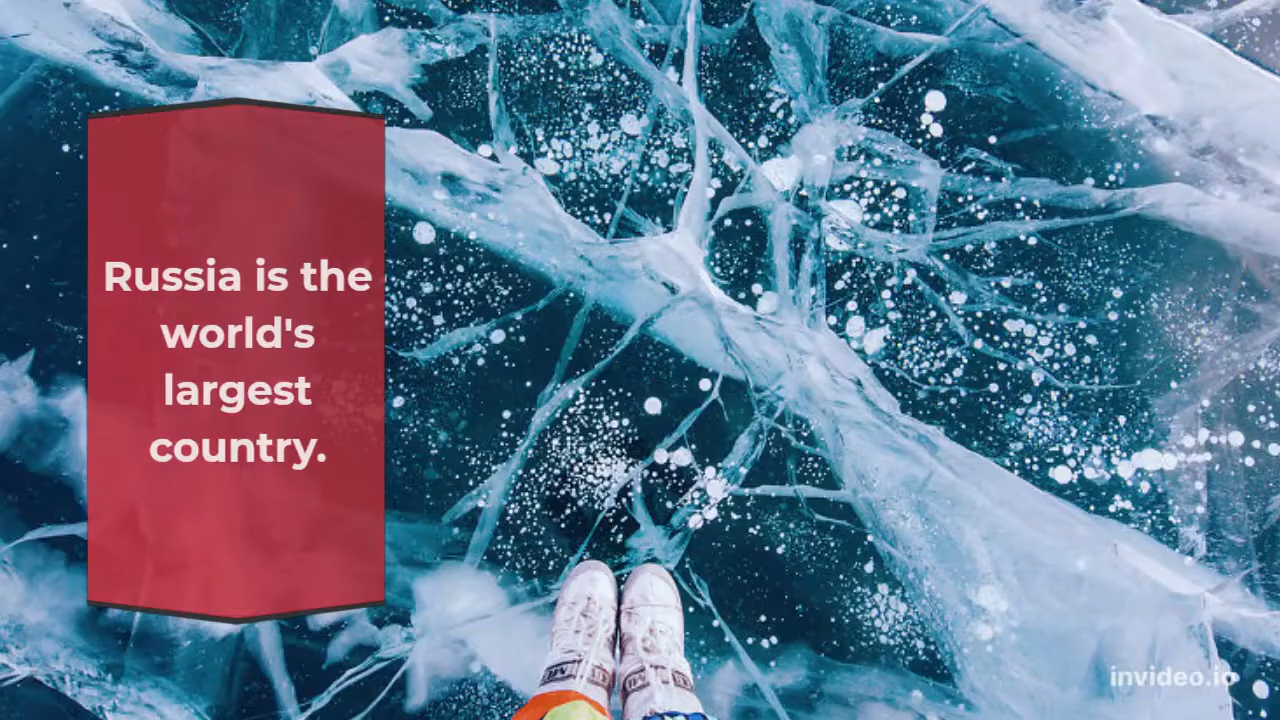 Russia is the
world's
largest
country.
invideo.io